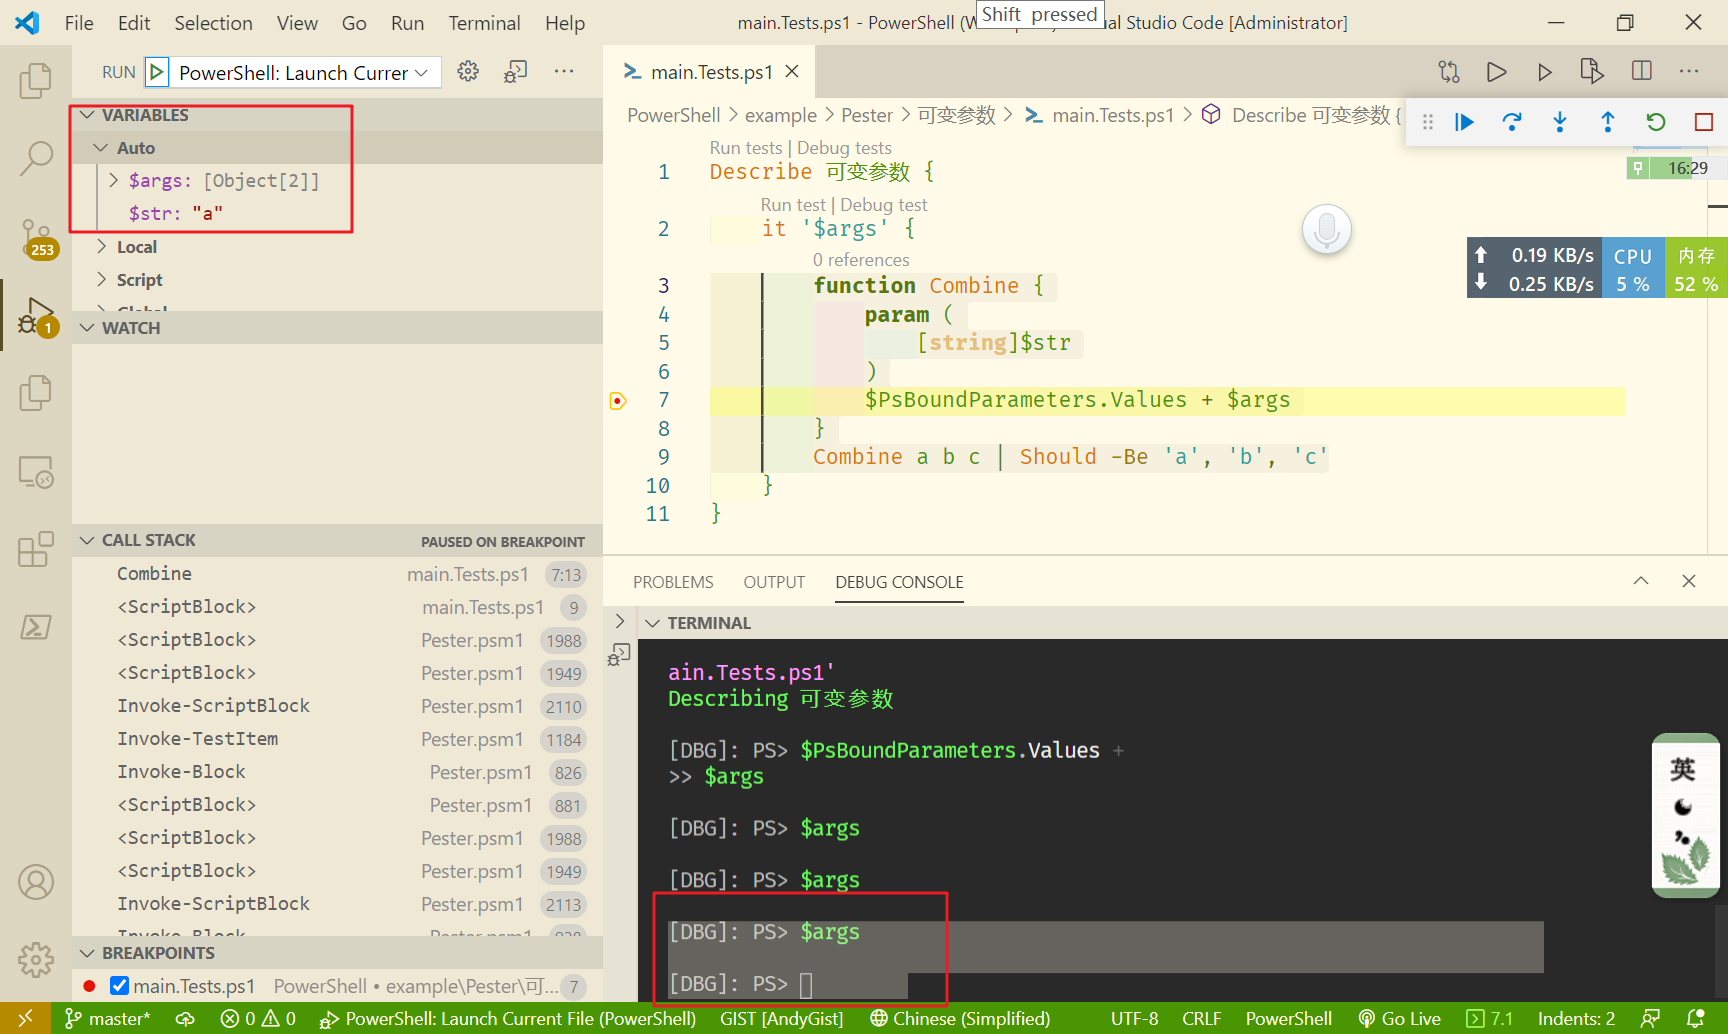 File Edit Selection View Go Run Terminal Help
main.Tests.ps1 - PowerShell (W
Shift pressed
ual Studio Code [Administrator]
RUN PowerShell: Launch Currer
main.Tests.ps1
VARIABLES
Auto
$args: [Object[2]]
$str: "a"
Local
Script
Global
253
1
WATCH
CALL STACK PAUSED ON BREAKPOINT
Combine main.Tests.ps1 7:13
<ScriptBlock> main.Tests.ps1 9
<ScriptBlock> Pester.psm1 1988
<ScriptBlock> Pester.psm1 1949
Invoke-ScriptBlock Pester.psm1 2110
Invoke-TestItem Pester.psm1 1184
Invoke-Block Pester.psm1 826
<ScriptBlock> Pester.psm1 881
<ScriptBlock> Pester.psm1 1988
<ScriptBlock> Pester.psm1 1949
Invoke-ScriptBlock Pester.psm1 2113
Invoke-Block Pester.psm1 928
BREAKPOINTS
main.Tests.ps1 PowerShell • example\Pester\可... 7
PowerShell > example > Pester > 可变参数 > main.Tests.ps1 > Describe 可变参数 {
Run tests | Debug tests
1 Describe 可变参数 {
Run test | Debug test
2 it '$args' {
0 references
3 function Combine {
4 param (
5 [string]$str
6 )
7 $PsBoundParameters.Values + $args
8 }
9 Combine a b c | Should -Be 'a', 'b', 'c'
10 }
11 }
16:29
0.19 KB/s CPU 内存
0.25 KB/s 5 % 52 %
PROBLEMS OUTPUT DEBUG CONSOLE
TERMINAL
ain.Tests.ps1'
Describing 可变参数
[DBG]: PS> $PsBoundParameters.Values +
>> $args
[DBG]: PS> $args
[DBG]: PS> $args
[DBG]: PS> $args
[DBG]: PS>
英
master* 0 0 PowerShell: Launch Current File (PowerShell) GIST [AndyGist] Chinese (Simplified) UTF-8 CRLF PowerShell Go Live 7.1 Indents: 2